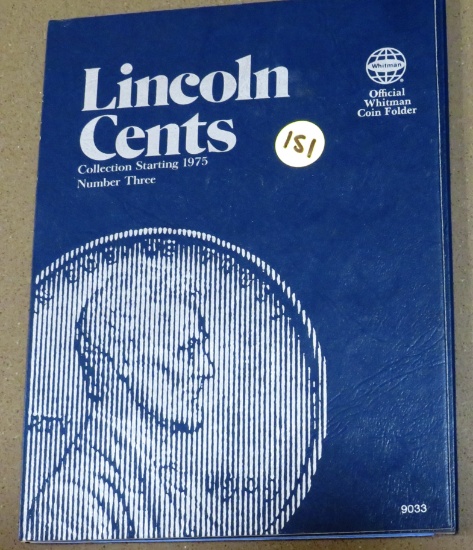 Lincoln
Cents
Collection Starting 1975
Number Three
Whitman
Official
Whitman
Coin Folder
151
9033